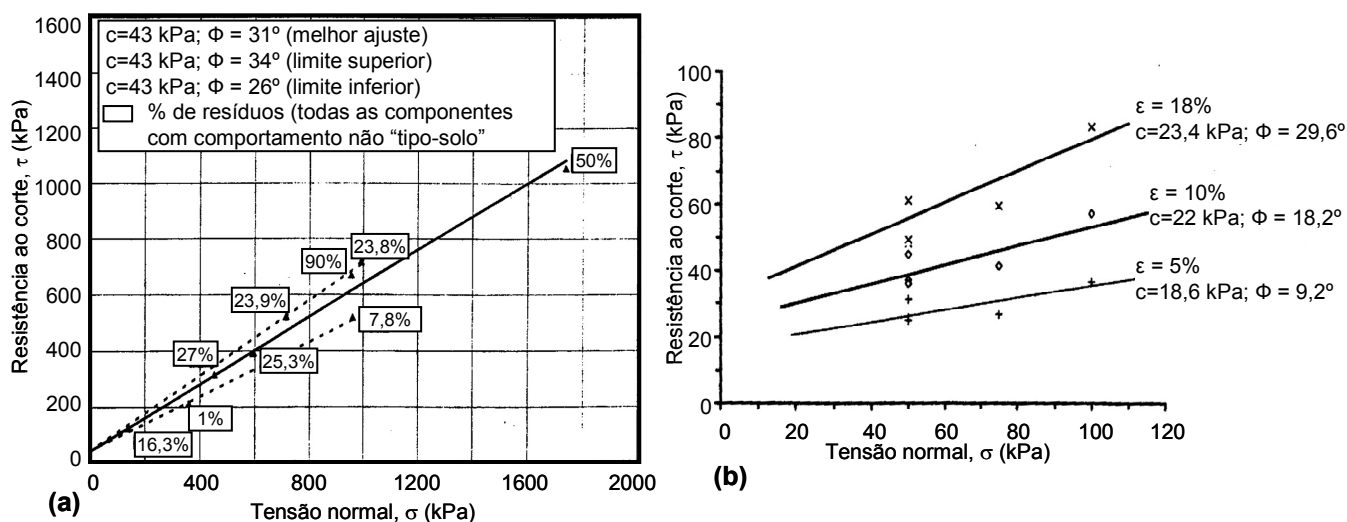 Resistência ao corte, τ (kPa)
1600
1400
1200
1000
800
600
400
200
0
c=43 kPa; Φ = 31º (melhor ajuste)
c=43 kPa; Φ = 34º (limite superior)
c=43 kPa; Φ = 26º (limite inferior)
% de resíduos (todas as componentes
com comportamento não “tipo-solo”
50%
23,8%
90%
23,9%
7,8%
27%
25,3%
1%
16,3%
0 400 800 1200 1600 2000
(a)
Tensão normal, σ (kPa)
Resistência ao corte, τ (kPa)
100
80
60
40
20
0
ε = 18%
c=23,4 kPa; Φ = 29,6º
ε = 10%
c=22 kPa; Φ = 18,2º
ε = 5%
c=18,6 kPa; Φ = 9,2º
0 20 40 60 80 100 120
Tensão normal, σ (kPa)
(b)